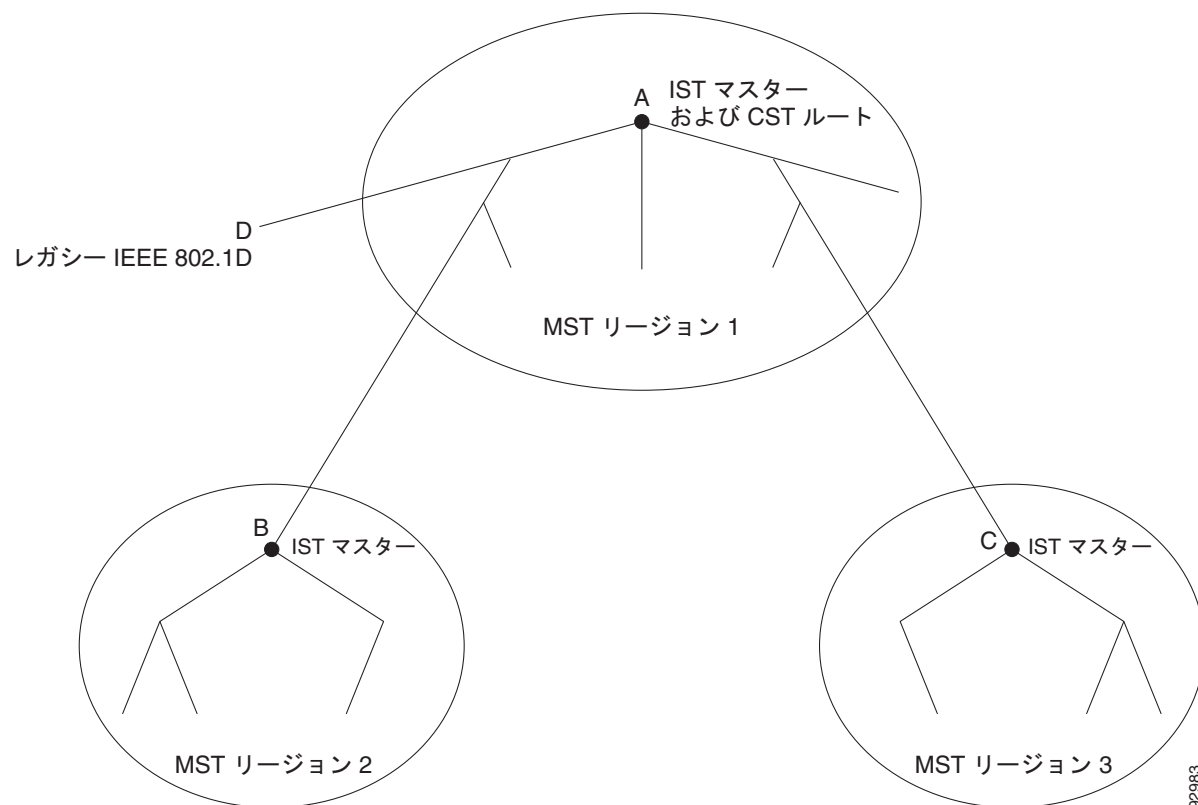 A
IST マスター
および CST ルート
D
レガシー IEEE 802.1D
MST リージョン 1
B
IST マスター
C
IST マスター
MST リージョン 2
MST リージョン 3
92983